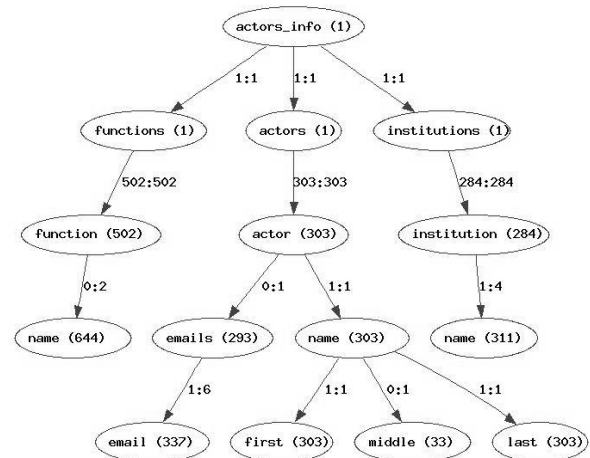 actors_info (1)
1:1 1:1 1:1
functions (1) actors (1) institutions (1)
502:502 303:303 284:284
function (502) actor (303) institution (284)
0:2 0:1 1:1 1:4
name (644) emails (293) name (303) name (311)
1:6 1:1 0:1 1:1
email (337) first (303) middle (33) last (303)